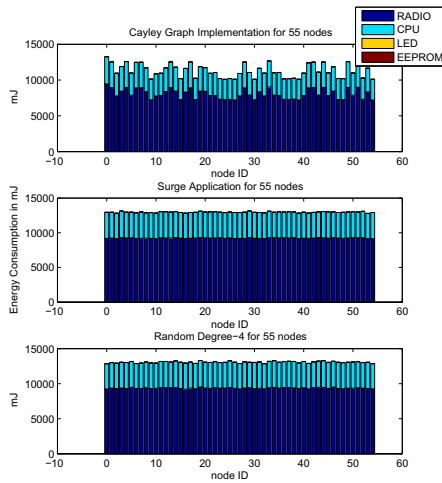 Cayley Graph Implementation for 55 nodes
RADIO
CPU
LED
EEPROM
15000
10000
5000
0
mJ
−10 0 10 20 30 40 50 60
node ID
Surge Application for 55 nodes
15000
10000
5000
0
Energy Consumption in mJ
−10 0 10 20 30 40 50 60
node ID
Random Degree−4 for 55 nodes
15000
10000
5000
0
mJ
−10 0 10 20 30 40 50 60
node ID